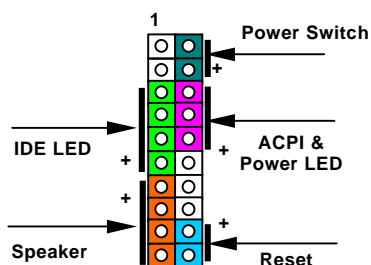 1
Power Switch
+
IDE LED
+
+
ACPI &
Power LED
+
+
Speaker
Reset